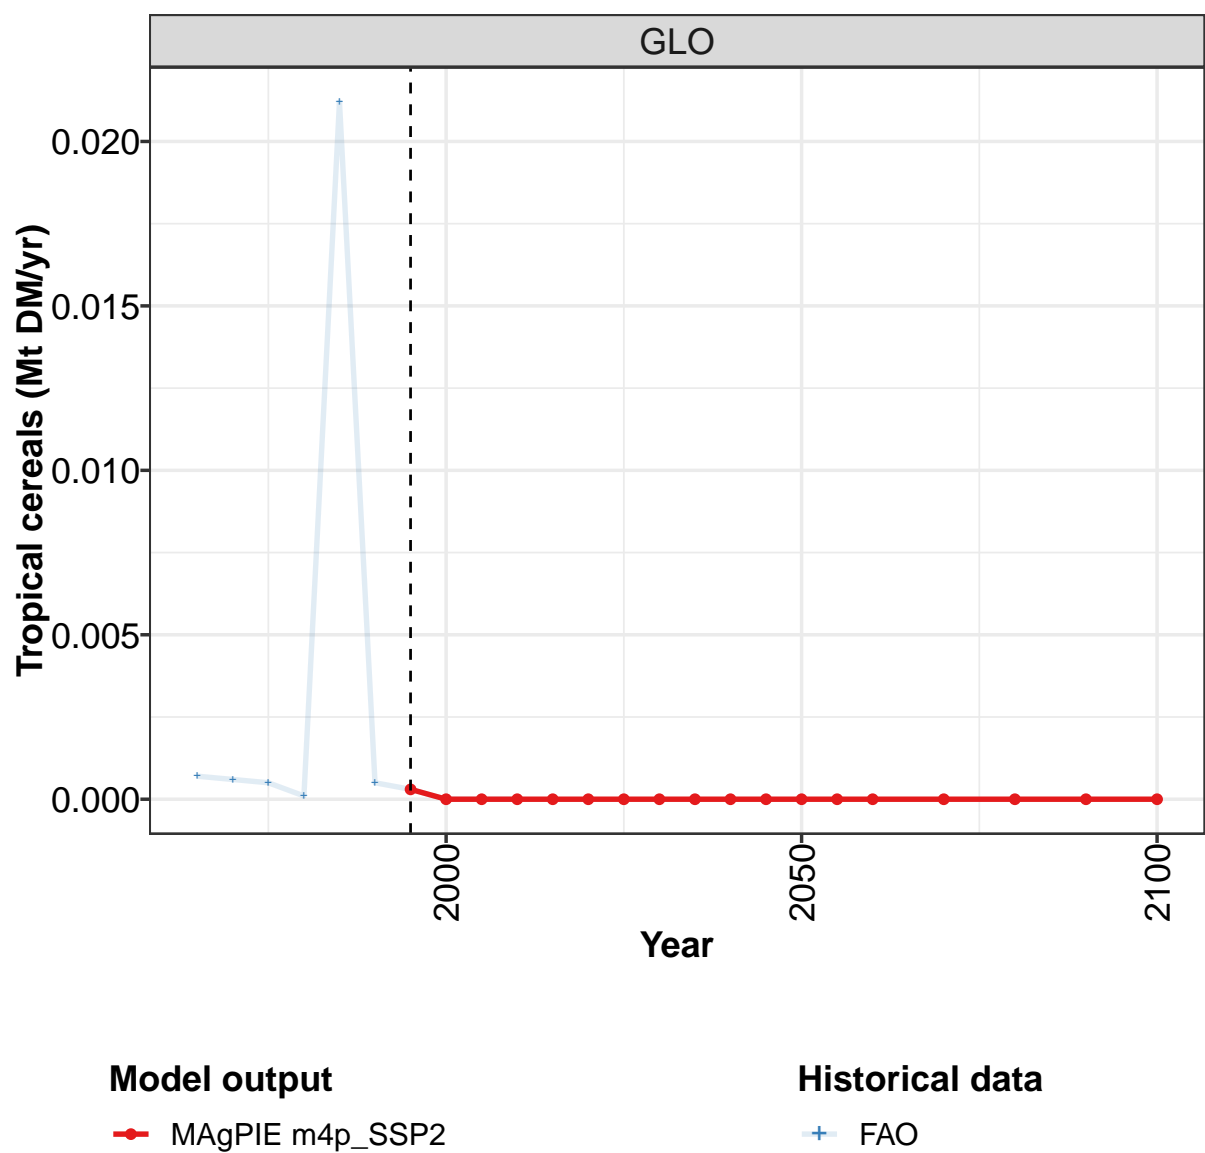 GLO
Tropical cereals (Mt DM/yr)
0.020
0.015
0.010
0.005
0.000
2000
2050
2100
Year
Model output
MAgPIE m4p_SSP2
Historical data
FAO